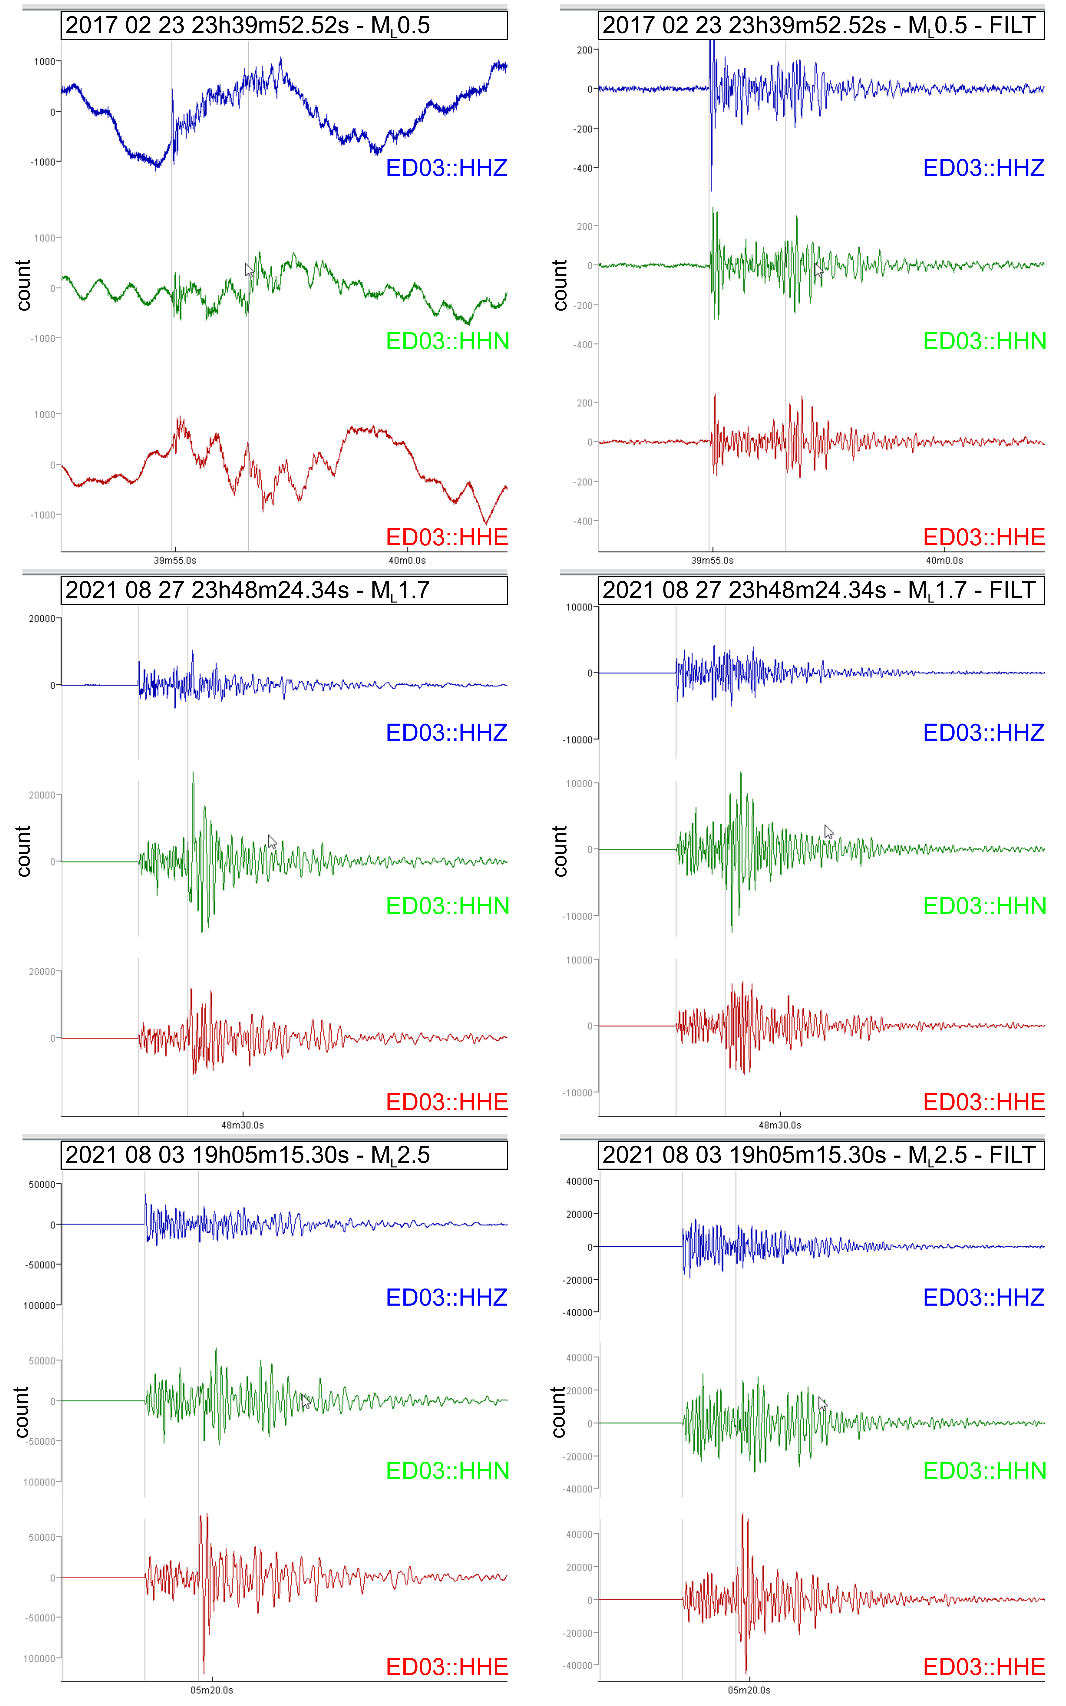 2017 02 23 23h39m52.52s - ML0.5
1000
0
-1000
ED03::HHZ
1000
0
-1000
ED03::HHN
count
1000
0
-1000
ED03::HHE
39m55.0s 40m0.0s
2017 02 23 23h39m52.52s - ML0.5 - FILT
200
0
-200
-400
ED03::HHZ
200
0
-200
-400
ED03::HHN
count
200
0
-200
-400
ED03::HHE
39m55.0s 40m0.0s
2021 08 27 23h48m24.34s - ML1.7
20000
0
ED03::HHZ
20000
0
ED03::HHN
count
20000
0
ED03::HHE
48m30.0s
2021 08 27 23h48m24.34s - ML1.7 - FILT
10000
0
-10000
ED03::HHZ
10000
0
-10000
ED03::HHN
count
10000
0
-10000
ED03::HHE
48m30.0s
2021 08 03 19h05m15.30s - ML2.5
50000
0
-50000
100000
ED03::HHZ
50000
0
-50000
100000
ED03::HHN
count
50000
0
-50000
100000
ED03::HHE
05m20.0s
2021 08 03 19h05m15.30s - ML2.5 - FILT
40000
20000
0
-20000
-40000
ED03::HHZ
40000
20000
0
-20000
-40000
ED03::HHN
count
40000
20000
0
-20000
-40000
ED03::HHE
05m20.0s